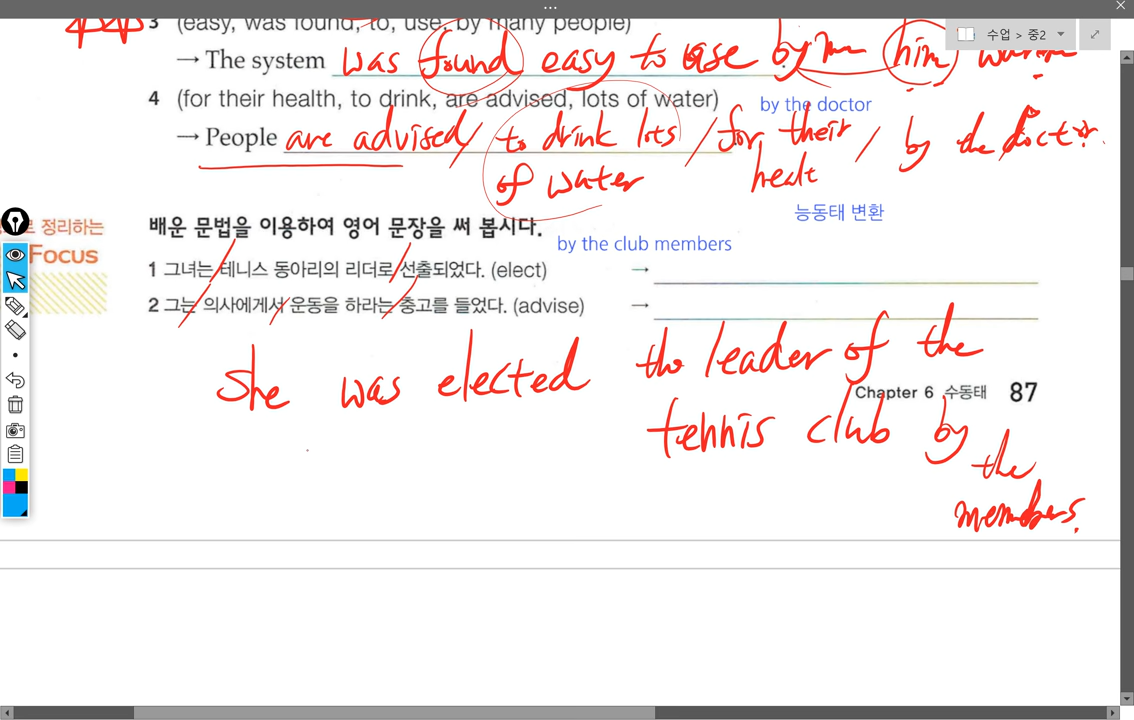 ...
수업 > 중2
3 (easy, was found, to, use, by many people)
→ The system was found easy to use by him
4 (for their health, to drink, are advised, lots of water) by the doctor
→ People are advised / to drink lots / for their / by the doctor.
of water healt
능동태 변환
로 정리하는
Focus
배운 문법을 이용하여 영어 문장을 써 봅시다.
by the club members
1 그녀는 테니스 동아리의 리더로 선출되었다. (elect) →
2 그는 의사에게서 운동을 하라는 충고를 들었다. (advise) →
She was elected the leader of the
Chapter 6 수동태 87
tennis club by
the
members.